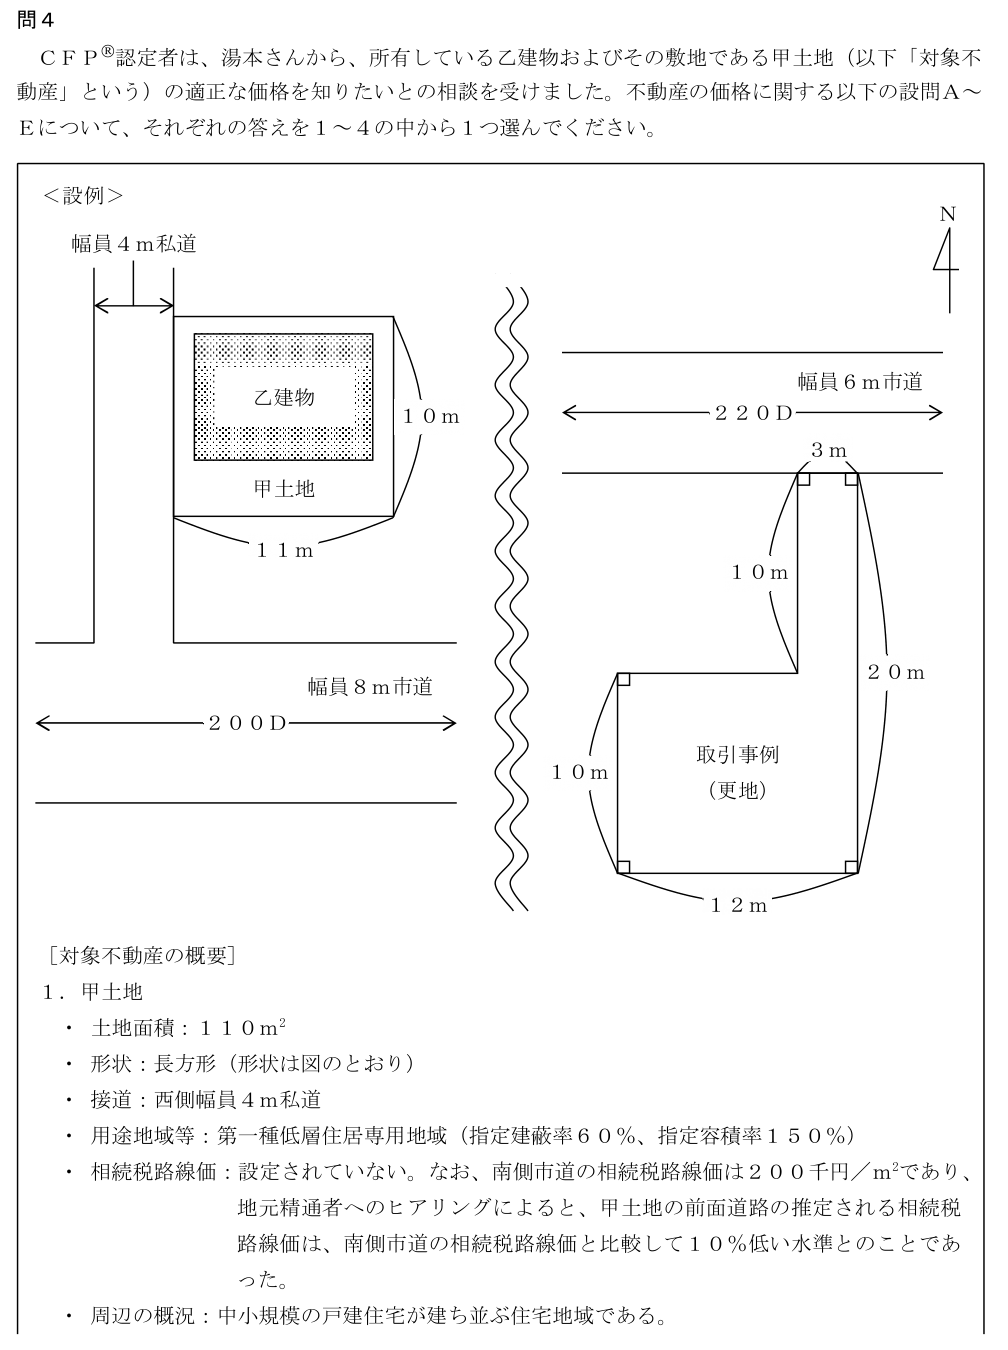 問４
ＣＦＰ®認定者は、湯本さんから、所有している乙建物およびその敷地である甲土地（以下「対象不
動産」という）の適正な価格を知りたいとの相談を受けました。不動産の価格に関する以下の設問Ａ～
Ｅについて、それぞれの答えを１～４の中から１つ選んでください。
＜設例＞
幅員４ｍ私道
Ｎ
乙建物
１０ｍ
甲土地
１１ｍ
幅員８ｍ市道
２００Ｄ
幅員６ｍ市道
２２０Ｄ
３ｍ
１０ｍ
２０ｍ
１０ｍ
取引事例
（更地）
１２ｍ
［対象不動産の概要］
１．甲土地
・ 土地面積：１１０ｍ²
・ 形状：長方形（形状は図のとおり）
・ 接道：西側幅員４ｍ私道
・ 用途地域等：第一種低層住居専用地域（指定建蔽率６０％、指定容積率１５０％）
・ 相続税路線価：設定されていない。なお、南側市道の相続税路線価は２００千円／ｍ²であり、
地元精通者へのヒアリングによると、甲土地の前面道路の推定される相続税
路線価は、南側市道の相続税路線価と比較して１０％低い水準とのことであ
った。
・ 周辺の概況：中小規模の戸建住宅が建ち並ぶ住宅地域である。